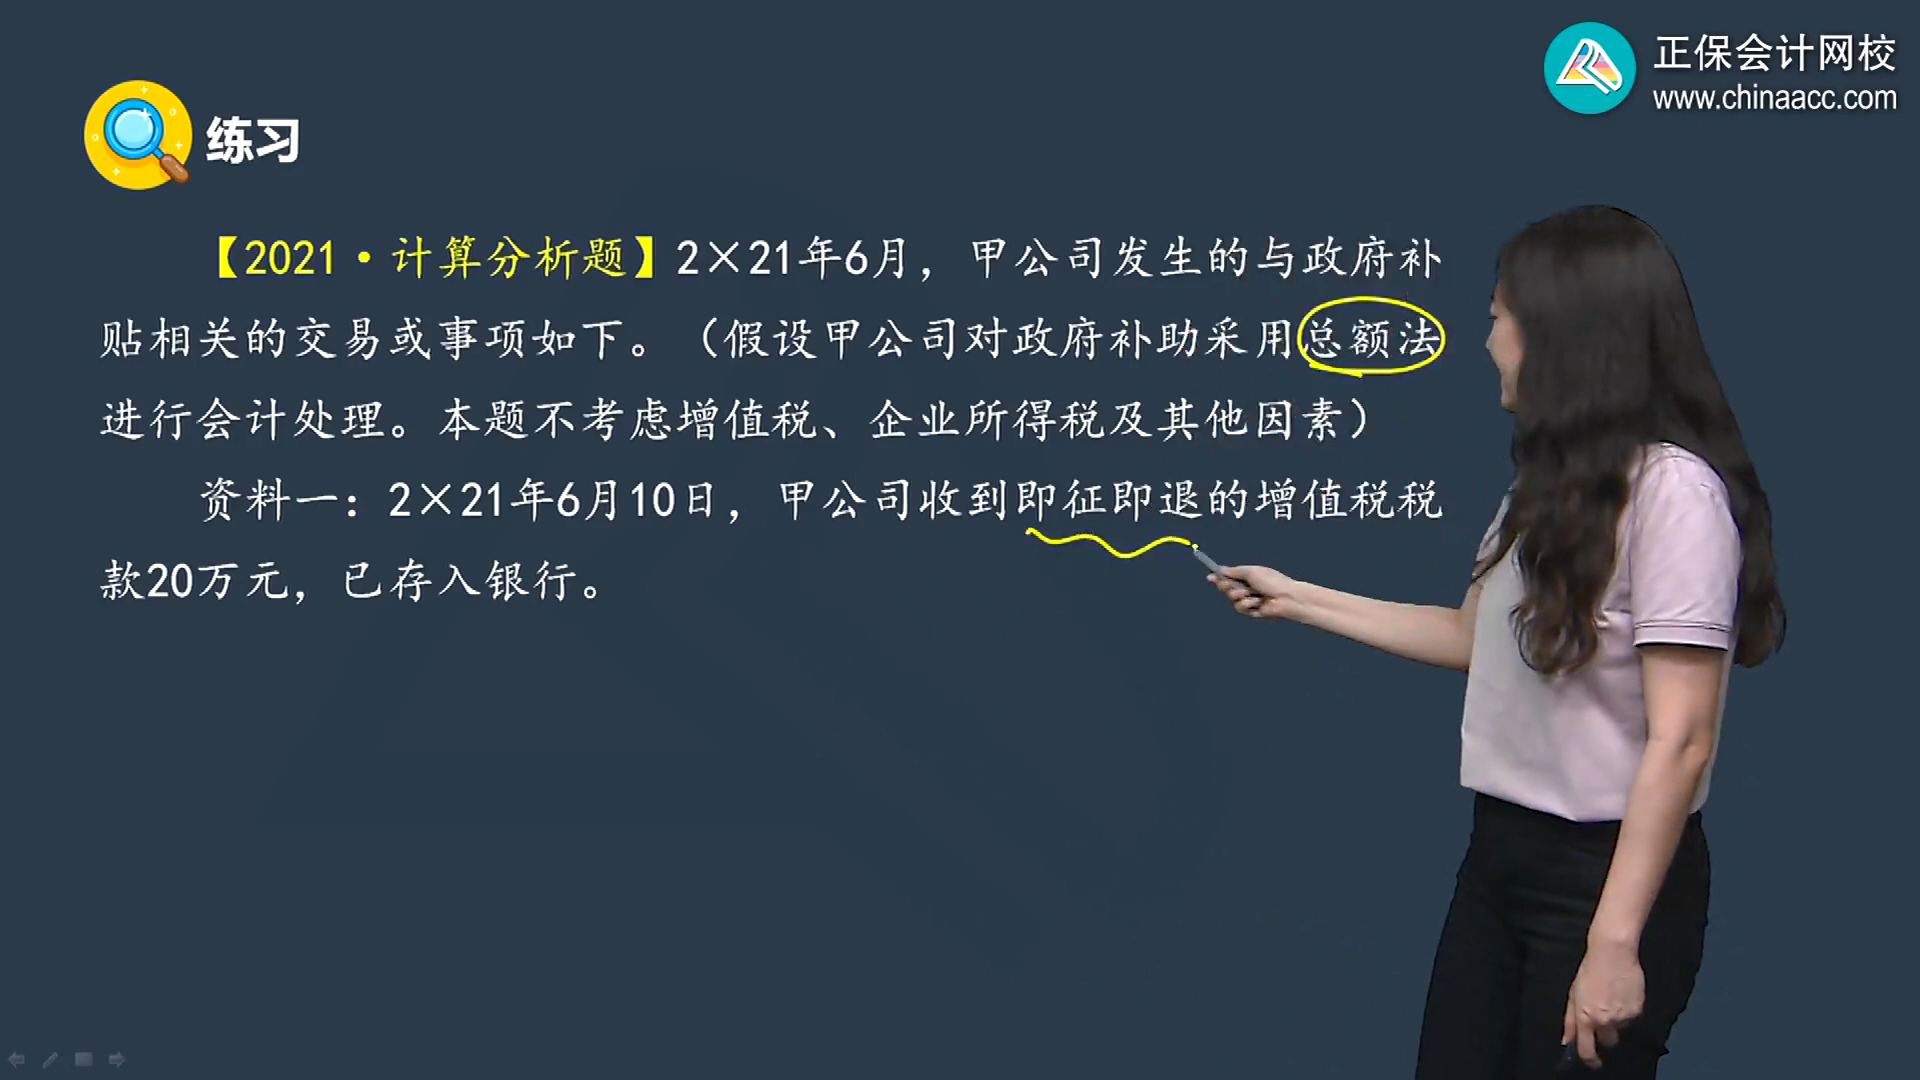 正保会计网校
www.chinaacc.com
练习
【2021·计算分析题】2×21年6月，甲公司发生的与政府补
贴相关的交易或事项如下。（假设甲公司对政府补助采用总额法
进行会计处理。本题不考虑增值税、企业所得税及其他因素）
资料一：2×21年6月10日，甲公司收到即征即退的增值税税
款20万元，已存入银行。